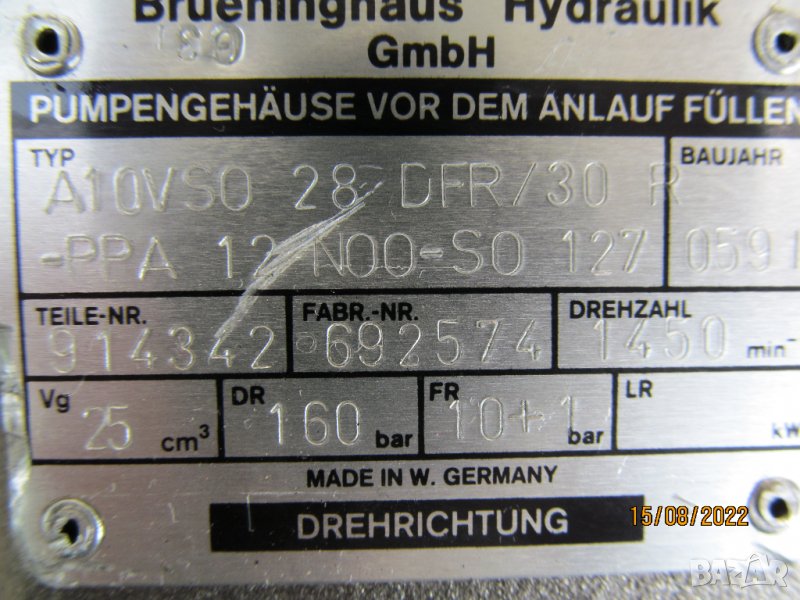 Brueninghaus Hydraulik
GmbH
PUMPENGEHÄUSE VOR DEM ANLAUF FÜLLEN
TYP
BAUJAHR
A10VSO 28 DFR/30 R
-PPA 12 N00-SO 127
0591
TEILE-NR.
FABR.-NR.
DREHZAHL
914342
692574
1450 min⁻
Vg
DR
FR
LR
25 cm³
160 bar
10+1 bar
kW
MADE IN W. GERMANY
DREHRICHTUNG
15/08/2022
BAZAR